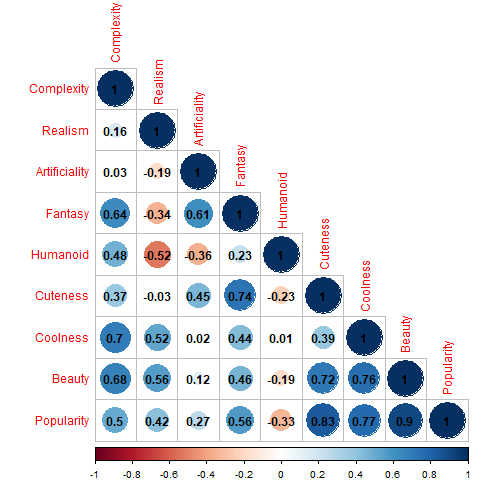 Complexity
Realism
Artificiality
Fantasy
Humanoid
Cuteness
Coolness
Beauty
Popularity
Complexity 1
Realism 0.16 1
Artificiality 0.03 -0.19 1
Fantasy 0.64 -0.34 0.61 1
Humanoid 0.48 -0.52 -0.36 0.23 1
Cuteness 0.37 -0.03 0.45 0.74 -0.23 1
Coolness 0.7 0.52 0.02 0.44 0.01 0.39 1
Beauty 0.68 0.56 0.12 0.46 -0.19 0.72 0.76 1
Popularity 0.5 0.42 0.27 0.56 -0.33 0.83 0.77 0.9 1
-1 -0.8 -0.6 -0.4 -0.2 0 0.2 0.4 0.6 0.8 1